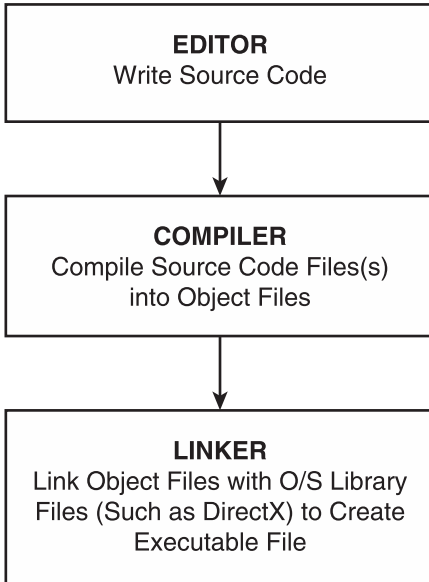 EDITOR
Write Source Code
COMPILER
Compile Source Code Files(s)
into Object Files
LINKER
Link Object Files with O/S Library
Files (Such as DirectX) to Create
Executable File